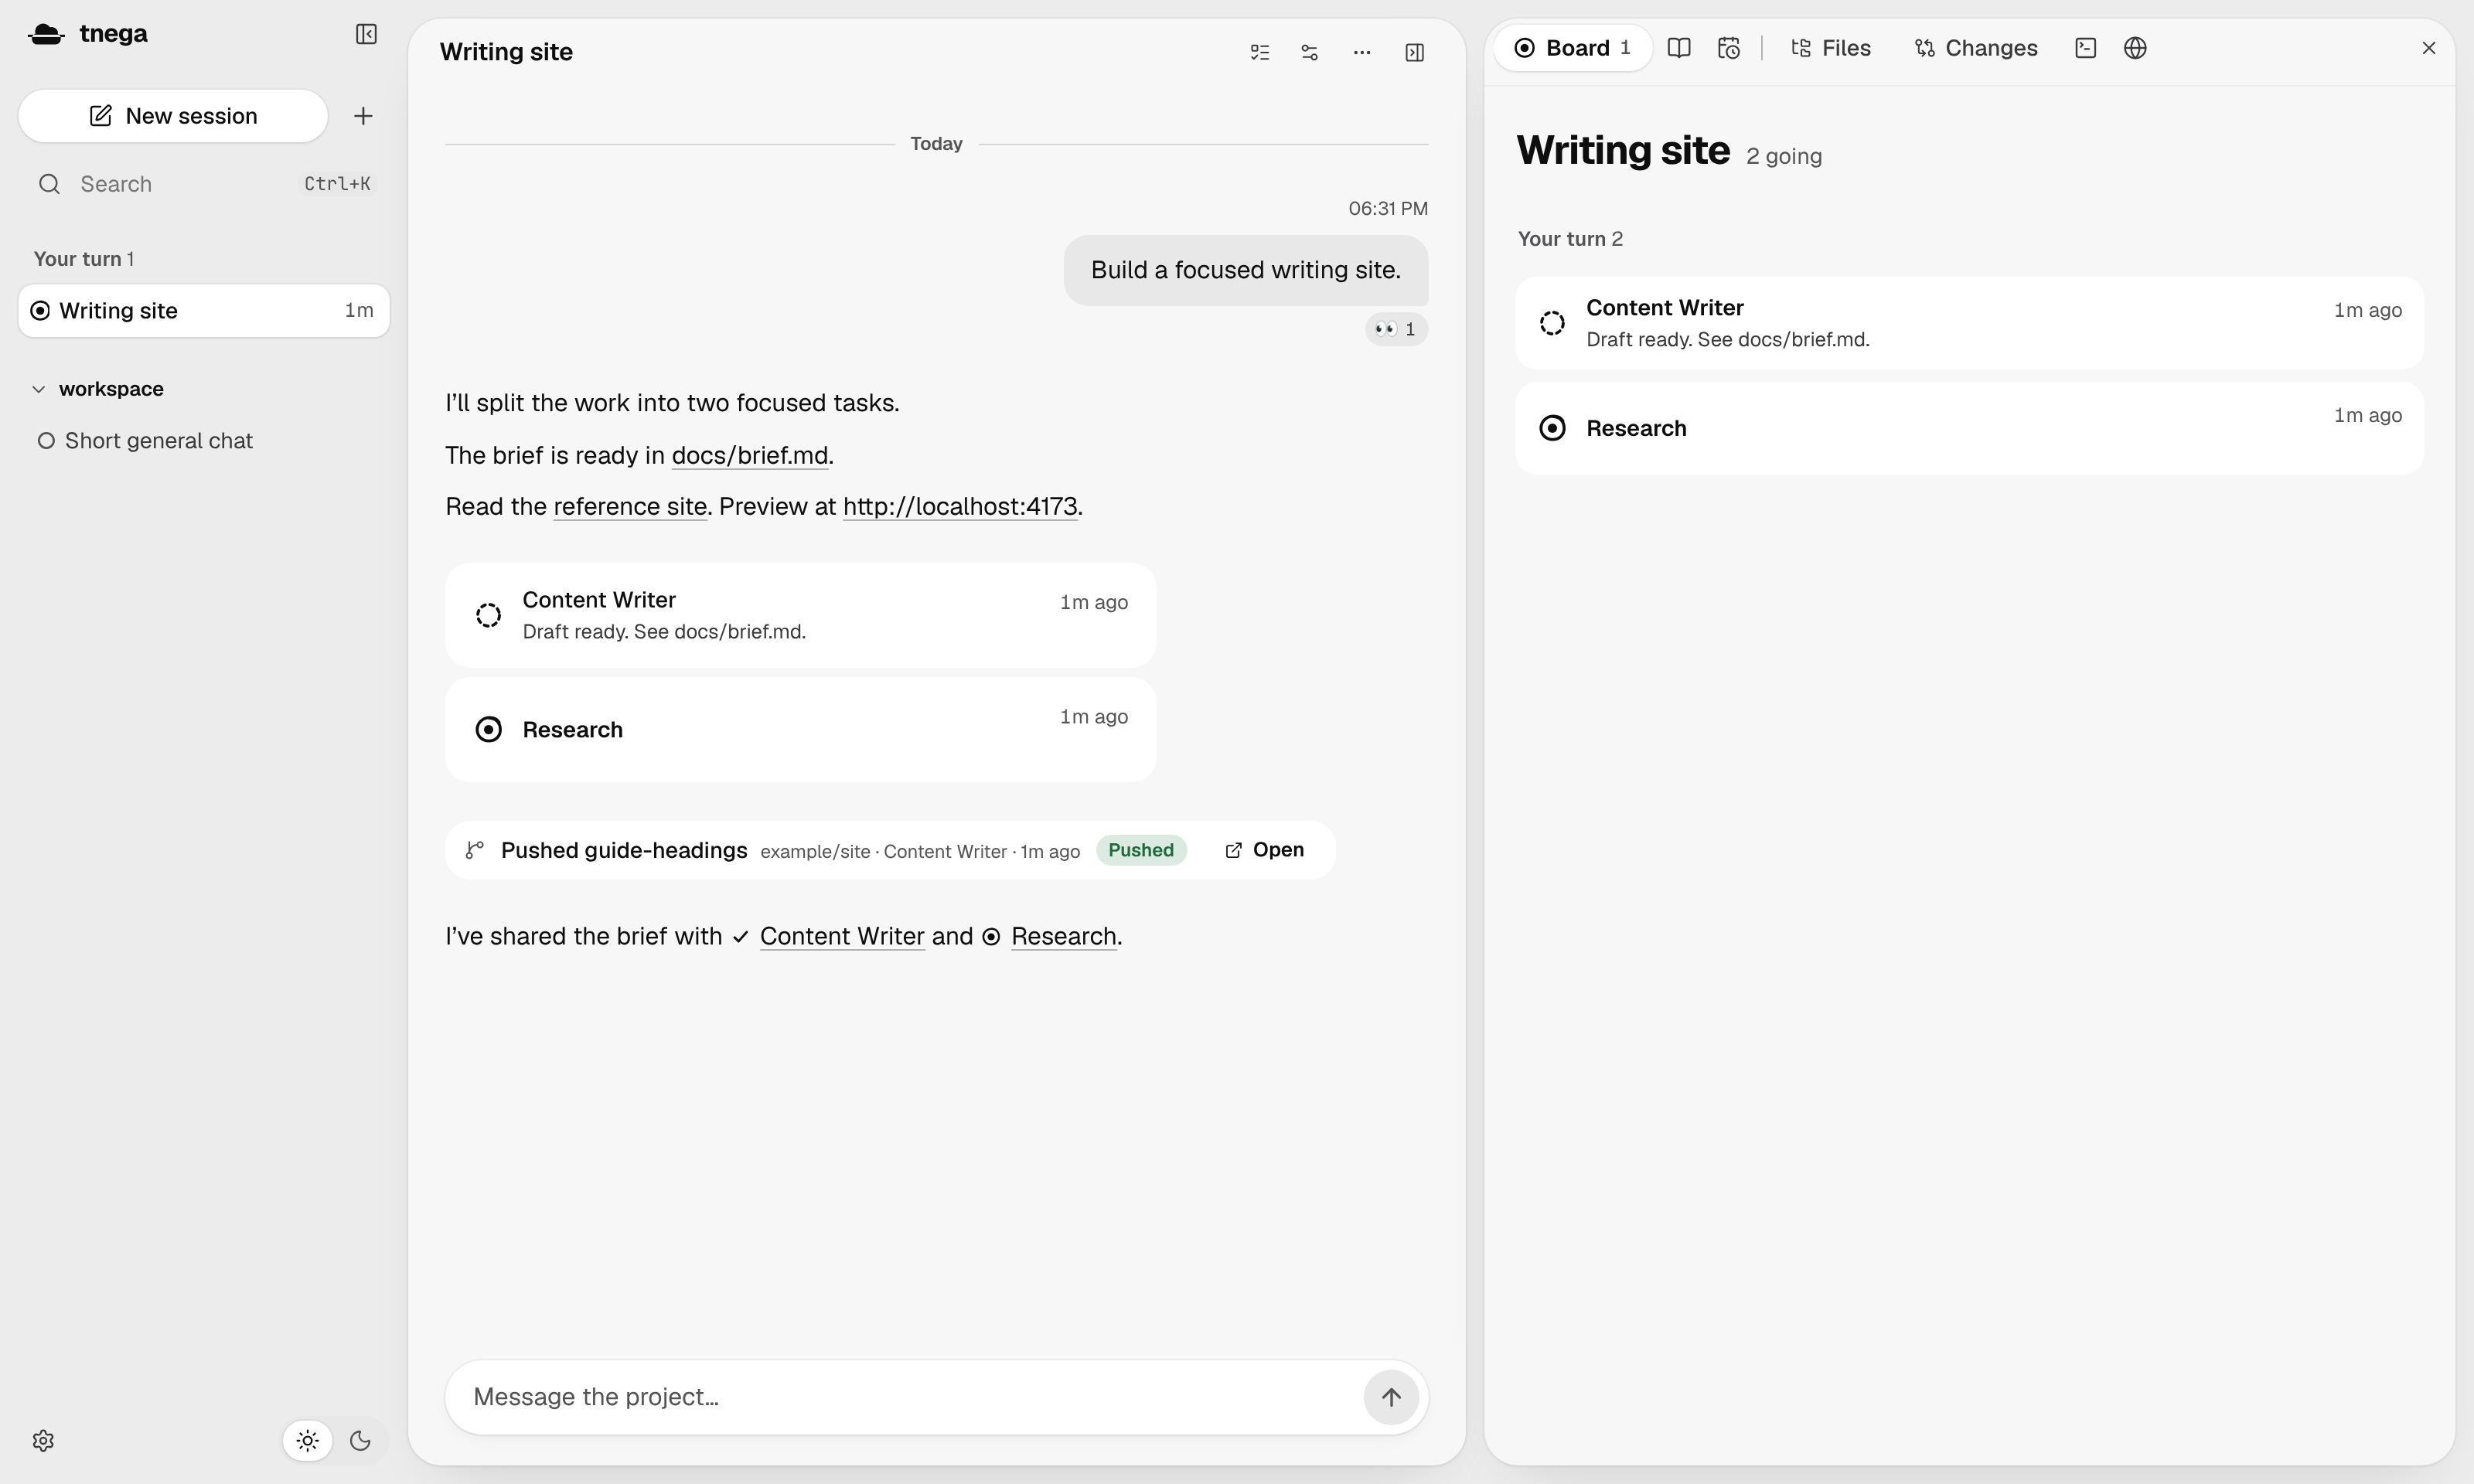 tnega
New session
Search Ctrl+K
Your turn 1
Writing site 1m
workspace
Short general chat
Writing site
Today
06:31 PM
Build a focused writing site.
👀 1
I’ll split the work into two focused tasks.
The brief is ready in docs/brief.md.
Read the reference site. Preview at http://localhost:4173.
Content Writer 1m ago
Draft ready. See docs/brief.md.
Research 1m ago
Pushed guide-headings example/site · Content Writer · 1m ago Pushed Open
I’ve shared the brief with ✓ Content Writer and Research.
Message the project…
Board 1 Files Changes
Writing site 2 going
Your turn 2
Content Writer 1m ago
Draft ready. See docs/brief.md.
Research 1m ago